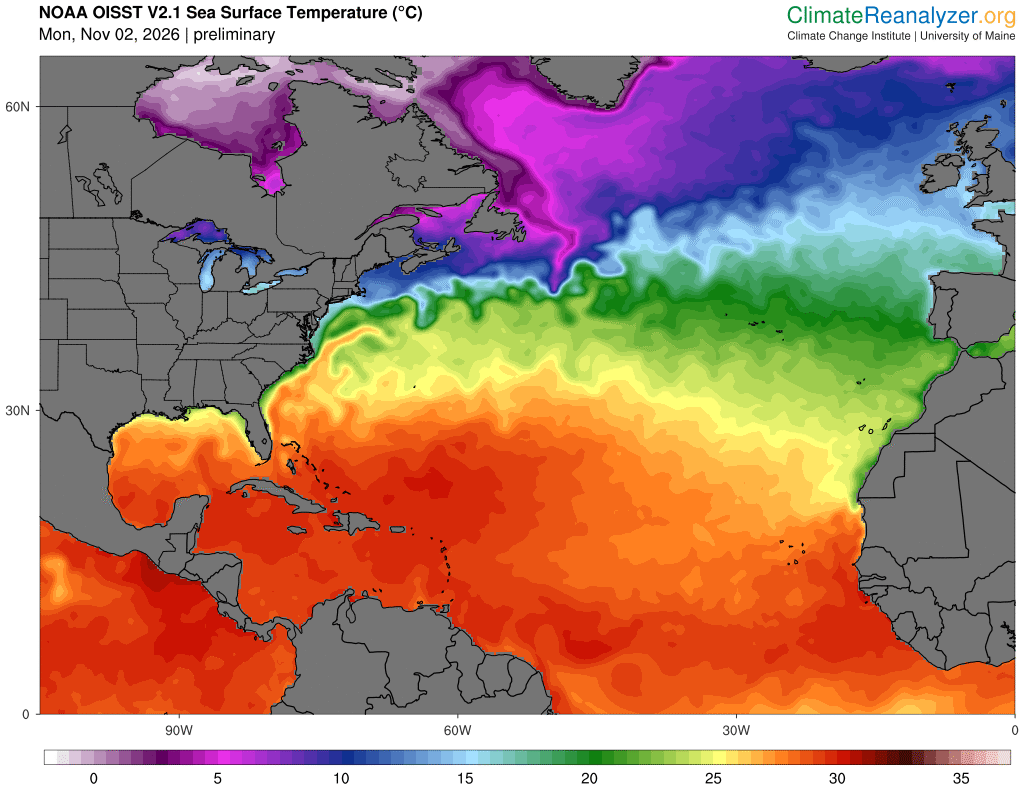 NOAA OISST V2.1 Sea Surface Temperature (°C)
Mon, Nov 02, 2026 | preliminary
ClimateReanalyzer.org
Climate Change Institute | University of Maine
60N
30N
0
90W 60W 30W 0
0 5 10 15 20 25 30 35